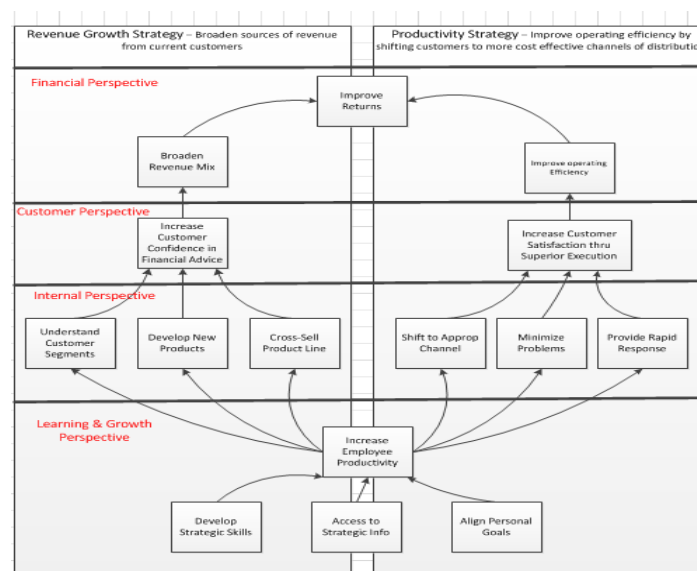 Revenue Growth Strategy – Broaden sources of revenue
from current customers
Productivity Strategy – Improve operating efficiency by
shifting customers to more cost effective channels of distributio
Financial Perspective
Improve
Returns
Broaden
Revenue Mix
Improve operating
Efficiency
Customer Perspective
Increase
Customer
Confidence in
Financial Advice
Increase Customer
Satisfaction thru
Superior Execution
Internal Perspective
Understand
Customer
Segments
Develop New
Products
Cross-Sell
Product Line
Shift to Approp
Channel
Minimize
Problems
Provide Rapid
Response
Learning & Growth
Perspective
Increase
Employee
Productivity
Develop
Strategic Skills
Access to
Strategic Info
Align Personal
Goals